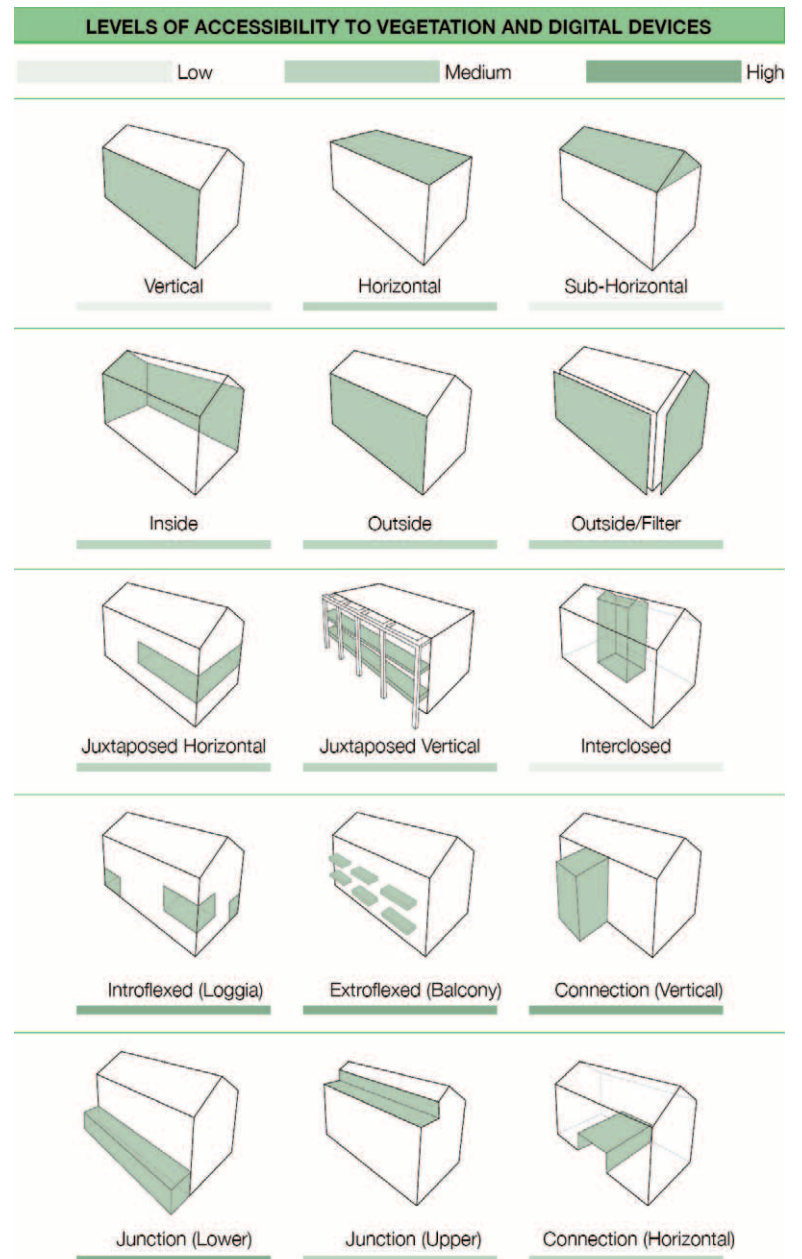 LEVELS OF ACCESSIBILITY TO VEGETATION AND DIGITAL DEVICES
Low Medium High
Vertical Horizontal Sub-Horizontal
Inside Outside Outside/Filter
Juxtaposed Horizontal Juxtaposed Vertical Interclosed
Introflexed (Loggia) Extroflexed (Balcony) Connection (Vertical)
Junction (Lower) Junction (Upper) Connection (Horizontal)